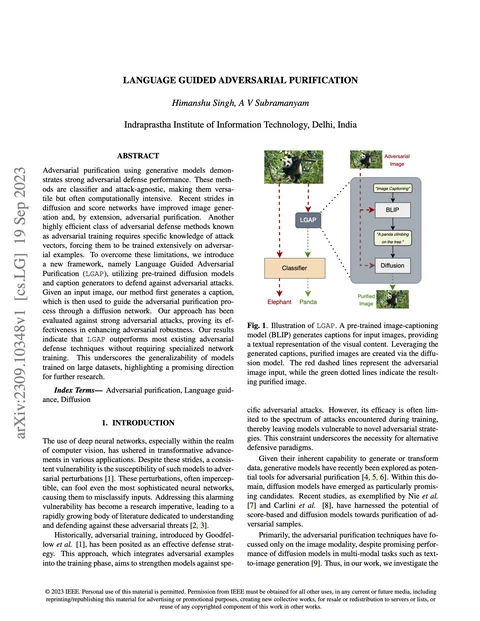 LANGUAGE GUIDED ADVERSARIAL PURIFICATION
Himanshu Singh, A V Subramanyam
Indraprastha Institute of Information Technology, Delhi, India
arXiv:2309.10348v1 [cs.LG] 19 Sep 2023
ABSTRACT
Adversarial purification using generative models demon-
strates strong adversarial defense performance. These meth-
ods are classifier and attack-agnostic, making them versa-
tile but often computationally intensive. Recent strides in
diffusion and score networks have improved image gener-
ation and, by extension, adversarial purification. Another
highly efficient class of adversarial defense methods known
as adversarial training requires specific knowledge of attack
vectors, forcing them to be trained extensively on adversar-
ial examples. To overcome these limitations, we introduce
a new framework, namely Language Guided Adversarial
Purification (LGAP), utilizing pre-trained diffusion models
and caption generators to defend against adversarial attacks.
Given an input image, our method first generates a caption,
which is then used to guide the adversarial purification pro-
cess through a diffusion network. Our approach has been
evaluated against strong adversarial attacks, proving its ef-
fectiveness in enhancing adversarial robustness. Our results
indicate that LGAP outperforms most existing adversarial
defense techniques without requiring specialized network
training. This underscores the generalizability of models
trained on large datasets, highlighting a promising direction
for further research.
Index Terms— Adversarial purification, Language guid-
ance, Diffusion
1. INTRODUCTION
The use of deep neural networks, especially within the realm
of computer vision, has ushered in transformative advance-
ments in various applications. Despite these strides, a consis-
tent vulnerability is the susceptibility of such models to adver-
sarial perturbations [1]. These perturbations, often impercep-
tible, can fool even the most sophisticated neural networks,
causing them to misclassify inputs. Addressing this alarming
vulnerability has become a research imperative, leading to a
rapidly growing body of literature dedicated to understanding
and defending against these adversarial threats [2, 3].
Historically, adversarial training, introduced by Goodfel-
low et al. [1], has been posited as an effective defense strat-
egy. This approach, which integrates adversarial examples
into the training phase, aims to strengthen models against spe-
Adversarial
Image
"Image Captioning"
BLIP
LGAP
"A panda climbing
on the tree."
Classifier
Diffusion
Elephant
Panda
Purified
Image
Fig. 1. Illustration of LGAP. A pre-trained image-captioning
model (BLIP) generates captions for input images, providing
a textual representation of the visual content. Leveraging the
generated captions, purified images are created via the diffu-
sion model. The red dashed lines represent the adversarial
image input, while the green dotted lines indicate the result-
ing purified image.
cific adversarial attacks. However, its efficacy is often lim-
ited to the spectrum of attacks encountered during training,
thereby leaving models vulnerable to novel adversarial strate-
gies. This constraint underscores the necessity for alternative
defensive paradigms.
Given their inherent capability to generate or transform
data, generative models have recently been explored as poten-
tial tools for adversarial purification [4, 5, 6]. Within this do-
main, diffusion models have emerged as particularly promis-
ing candidates. Recent studies, as exemplified by Nie et al.
[7] and Carlini et al. [8], have harnessed the potential of
score-based and diffusion models towards purification of ad-
versarial samples.
Primarily, the adversarial purification techniques have fo-
cussed only on the image modality, despite promising perfor-
mance of diffusion models in multi-modal tasks such as text-
to-image generation [9]. Thus, in our work, we investigate the
© 2023 IEEE. Personal use of this material is permitted. Permission from IEEE must be obtained for all other uses, in any current or future media, including
reprinting/republishing this material for advertising or promotional purposes, creating new collective works, for resale or redistribution to servers or lists, or
reuse of any copyrighted component of this work in other works.